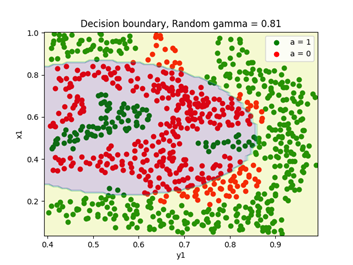 Decision boundary, Random gamma = 0.81
1.0
a = 1
a = 0
0.8
x1
0.6
0.4
0.2
0.4 0.5 0.6 0.7 0.8 0.9
y1